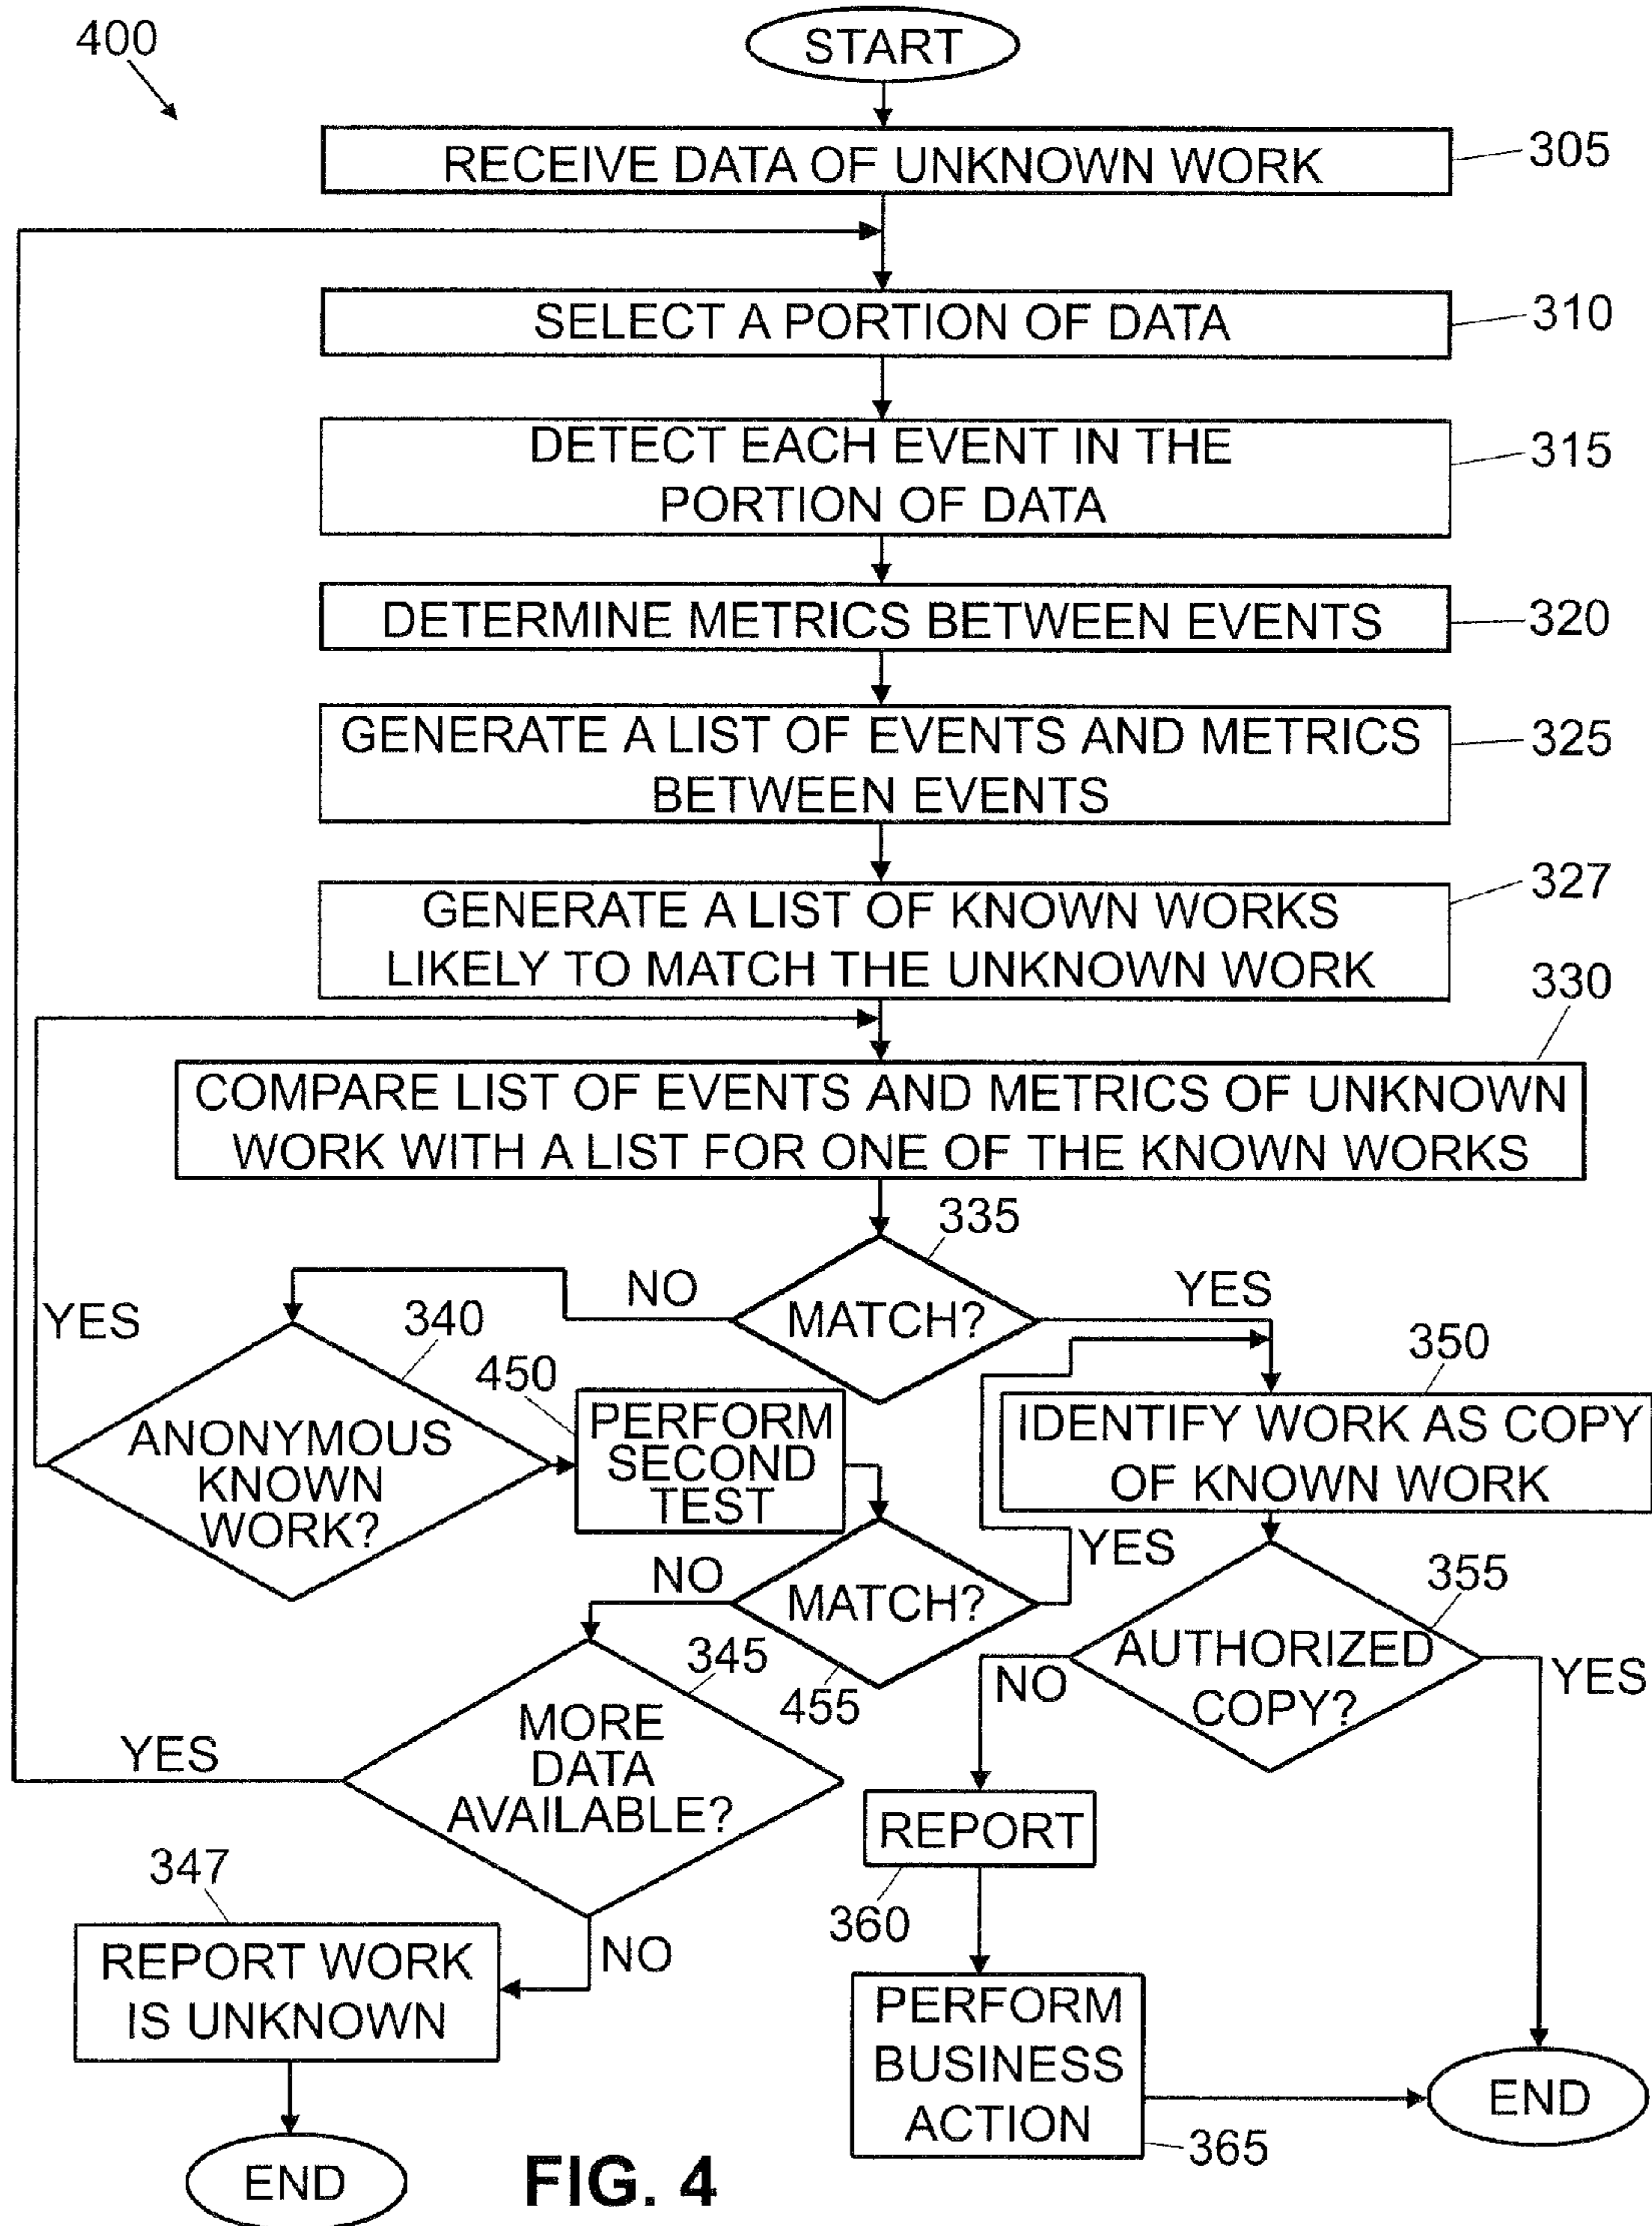 400
START
RECEIVE DATA OF UNKNOWN WORK
305
SELECT A PORTION OF DATA
310
DETECT EACH EVENT IN THE
PORTION OF DATA
315
DETERMINE METRICS BETWEEN EVENTS
320
GENERATE A LIST OF EVENTS AND METRICS
BETWEEN EVENTS
325
GENERATE A LIST OF KNOWN WORKS
LIKELY TO MATCH THE UNKNOWN WORK
327
330
COMPARE LIST OF EVENTS AND METRICS OF UNKNOWN
WORK WITH A LIST FOR ONE OF THE KNOWN WORKS
335
MATCH?
NO
YES
YES
340
ANONYMOUS
KNOWN
WORK?
450
PERFORM
SECOND
TEST
350
IDENTIFY WORK AS COPY
OF KNOWN WORK
MATCH?
455
NO
YES
355
AUTHORIZED
COPY?
NO
YES
345
MORE
DATA
AVAILABLE?
YES
NO
347
REPORT WORK
IS UNKNOWN
END
REPORT
360
PERFORM
BUSINESS
ACTION
365
END
FIG. 4